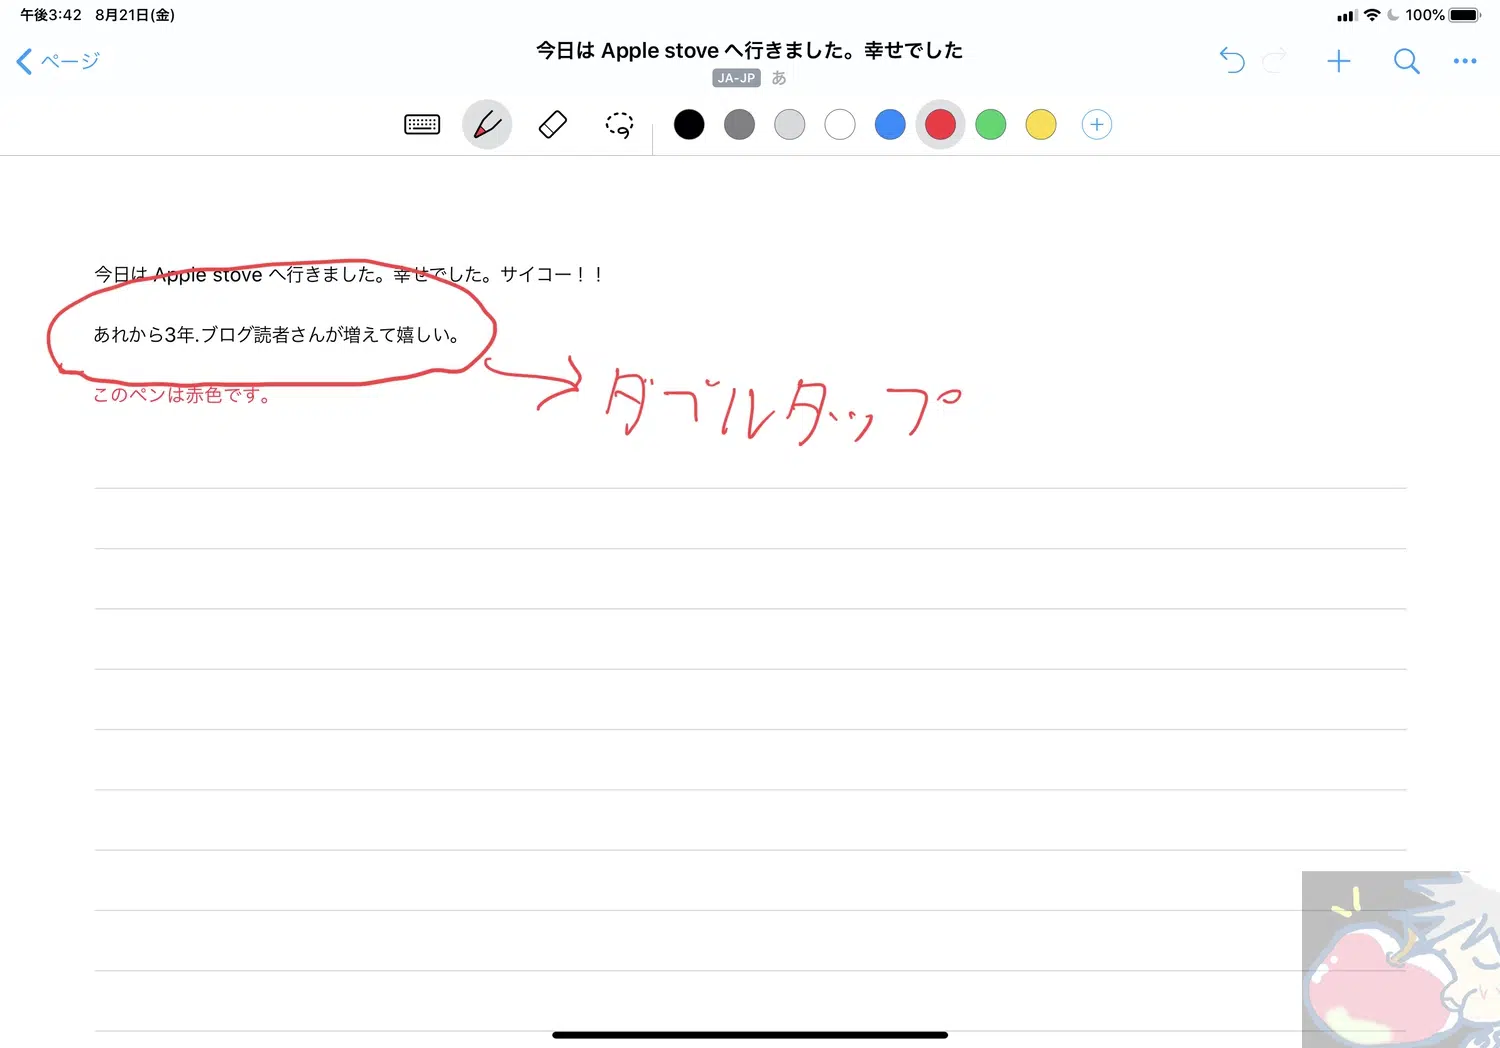 午後3:42 8月21日(金) 100%
ページ
今日は Apple stove へ行きました。幸せでした
JA-JP あ
今日は Apple stove へ行きました。幸せでした。サイコー！！
あれから3年.ブログ読者さんが増えて嬉しい。
このペンは赤色です。
ダブルタップ